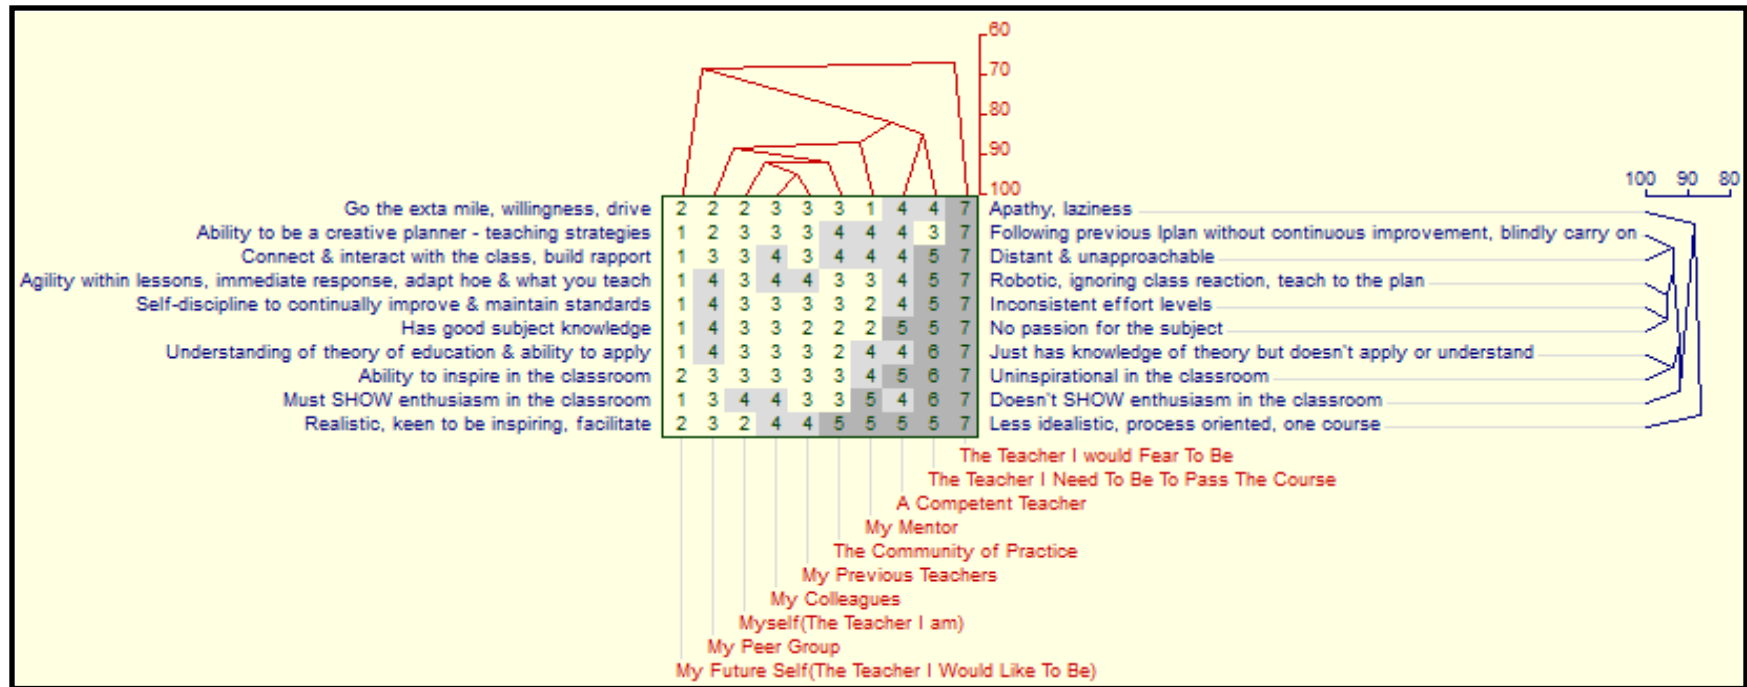 60
70
80
90
100
100 90 80
Go the exta mile, willingness, drive 2 2 2 3 3 3 1 4 4 7 Apathy, laziness
Ability to be a creative planner - teaching strategies 1 2 3 3 3 4 4 4 3 7 Following previous lplan without continuous improvement, blindly carry on
Connect & interact with the class, build rapport 1 3 3 4 3 4 4 4 5 7 Distant & unapproachable
Agility within lessons, immediate response, adapt hoe & what you teach 1 4 3 4 4 3 3 4 5 7 Robotic, ignoring class reaction, teach to the plan
Self-discipline to continually improve & maintain standards 1 4 3 3 3 3 2 4 5 7 Inconsistent effort levels
Has good subject knowledge 1 4 3 3 2 2 2 5 5 7 No passion for the subject
Understanding of theory of education & ability to apply 1 4 3 3 3 2 4 4 6 7 Just has knowledge of theory but doesn't apply or understand
Ability to inspire in the classroom 2 3 3 3 3 3 4 5 6 7 Uninspirational in the classroom
Must SHOW enthusiasm in the classroom 1 3 4 4 3 3 5 4 6 7 Doesn't SHOW enthusiasm in the classroom
Realistic, keen to be inspiring, facilitate 2 3 2 4 4 5 5 5 5 7 Less idealistic, process oriented, one course
The Teacher I would Fear To Be
The Teacher I Need To Be To Pass The Course
A Competent Teacher
My Mentor
The Community of Practice
My Previous Teachers
My Colleagues
Myself(The Teacher I am)
My Peer Group
My Future Self(The Teacher I Would Like To Be)